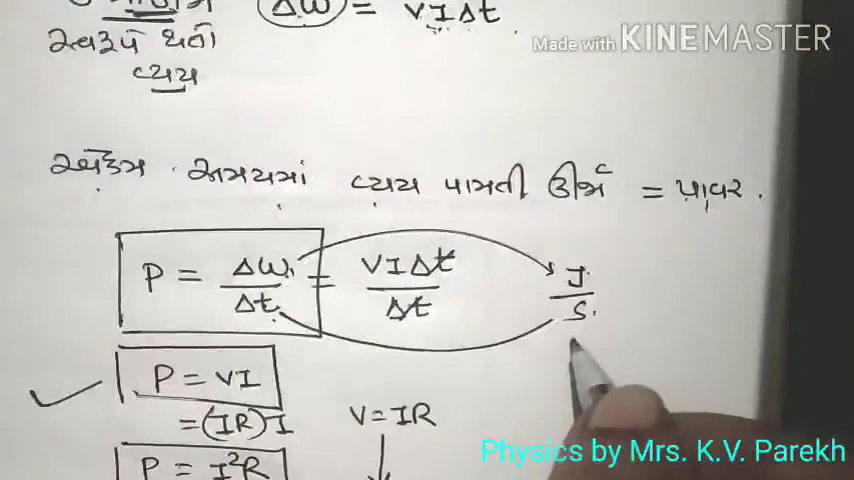 ΔW = VIΔt
Made with KINEMASTER
સ્વરૂપે થતો
વ્યય
એકમ સમયમાં વ્યય પામતી ઊર્જા = પાવર.
P = ΔW/Δt = VIΔt/Δt J/S.
P = VI
= (IR) I V = IR
P = I²R
Physics by Mrs. K.V. Parekh